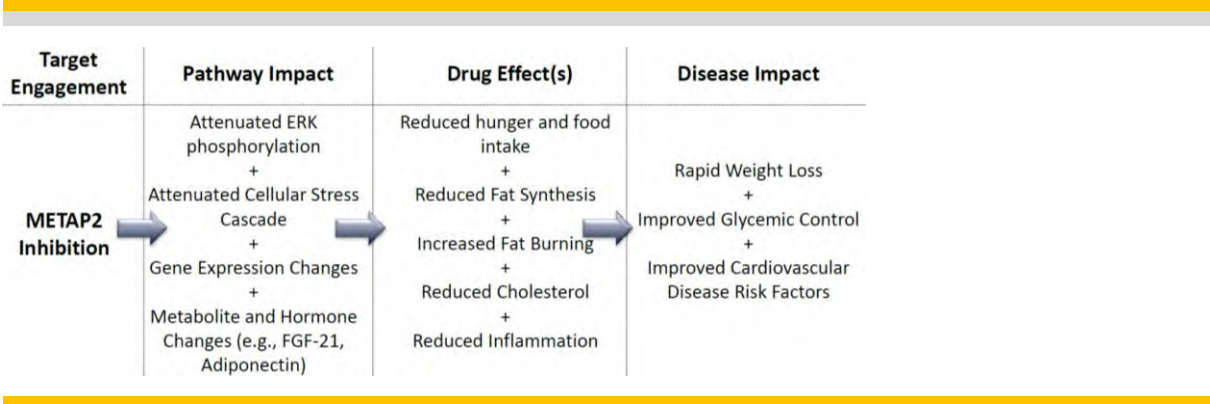 Target
Engagement
Pathway Impact
Drug Effect(s)
Disease Impact
METAP2
Inhibition
Attenuated ERK
phosphorylation
+
Attenuated Cellular Stress
Cascade
+
Gene Expression Changes
+
Metabolite and Hormone
Changes (e.g., FGF-21,
Adiponectin)
Reduced hunger and food
intake
+
Reduced Fat Synthesis
+
Increased Fat Burning
+
Reduced Cholesterol
+
Reduced Inflammation
Rapid Weight Loss
+
Improved Glycemic Control
+
Improved Cardiovascular
Disease Risk Factors